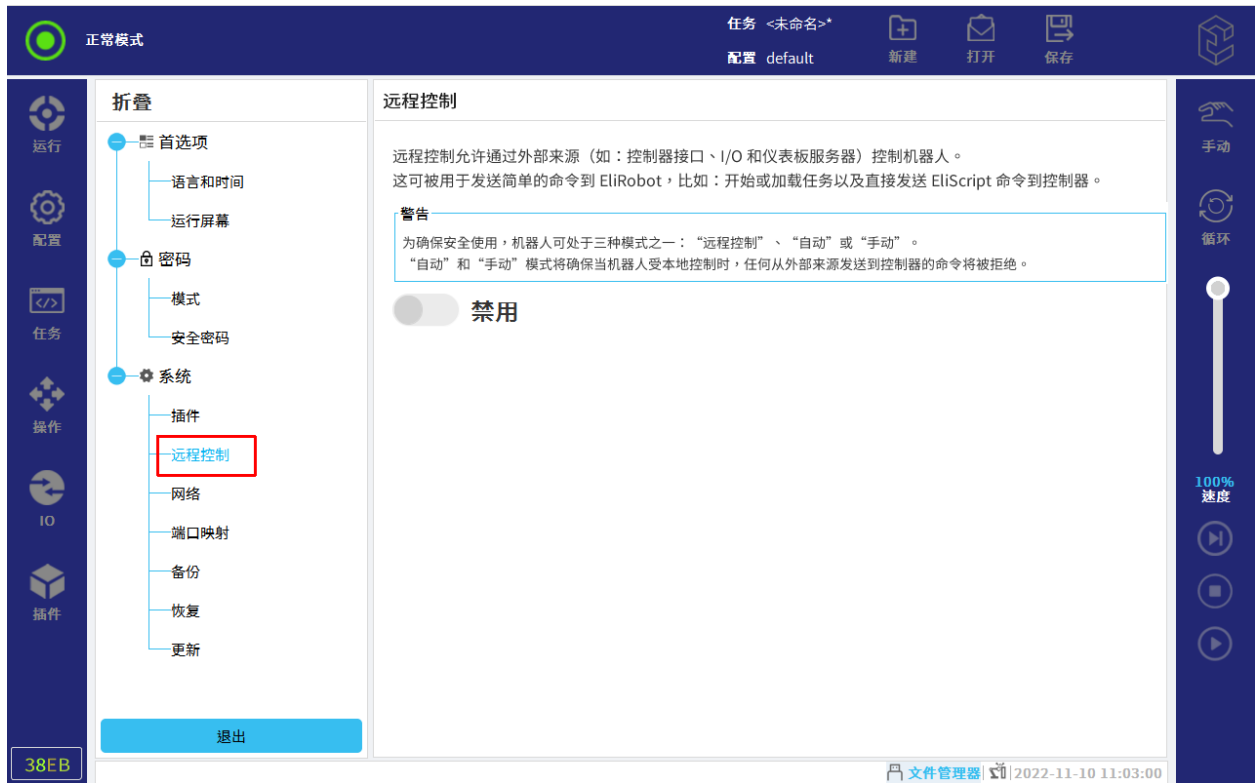 正常模式
任务 <未命名>*
配置 default
新建
打开
保存
运行
配置
任务
操作
IO
插件
38EB
折叠
首选项
语言和时间
运行屏幕
密码
模式
安全密码
系统
插件
远程控制
网络
端口映射
备份
恢复
更新
退出
远程控制
远程控制允许通过外部来源（如：控制器接口、I/O 和仪表板服务器）控制机器人。
这可被用于发送简单的命令到 EliRobot，比如：开始或加载任务以及直接发送 EliScript 命令到控制器。
警告
为确保安全使用，机器人可处于三种模式之一：“远程控制”、“自动”或“手动”。
“自动”和“手动”模式将确保当机器人受本地控制时，任何从外部来源发送到控制器的命令将被拒绝。
禁用
手动
循环
100%
速度
文件管理器
2022-11-10 11:03:00